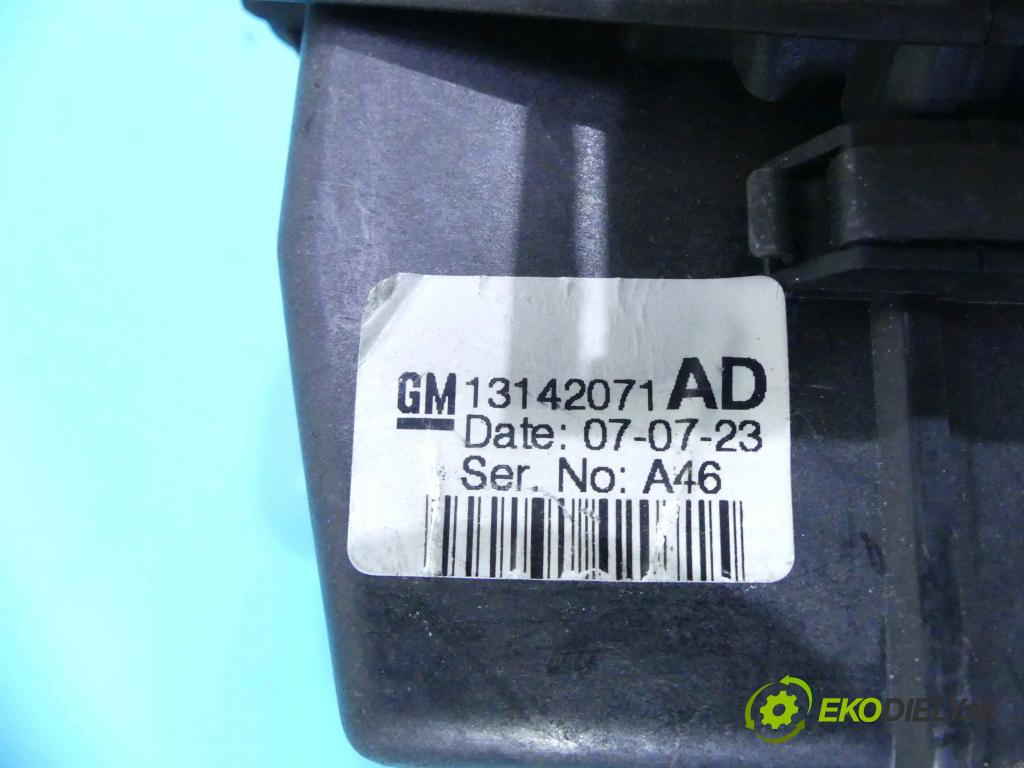 GM 13142071 AD
Date: 07-07-23
Ser. No: A46
EKODIELY.SK